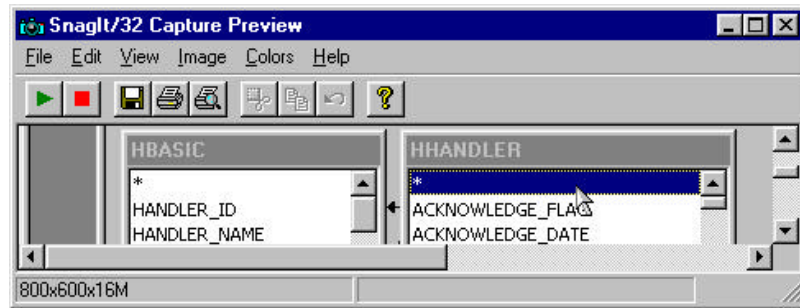 SnagIt/32 Capture Preview
File Edit View Image Colors Help
HBASIC
*
HANDLER_ID
HANDLER_NAME
HHANDLER
*
ACKNOWLEDGE_FLAG
ACKNOWLEDGE_DATE
800x600x16M